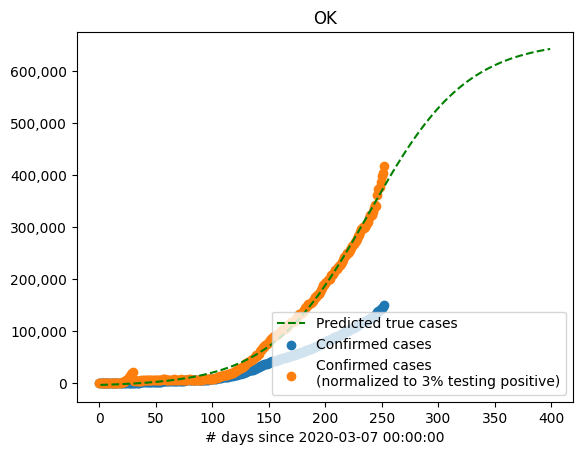 OK
600,000
500,000
400,000
300,000
200,000
100,000
0
Predicted true cases
Confirmed cases
Confirmed cases
(normalized to 3% testing positive)
0 50 100 150 200 250 300 350 400
# days since 2020-03-07 00:00:00